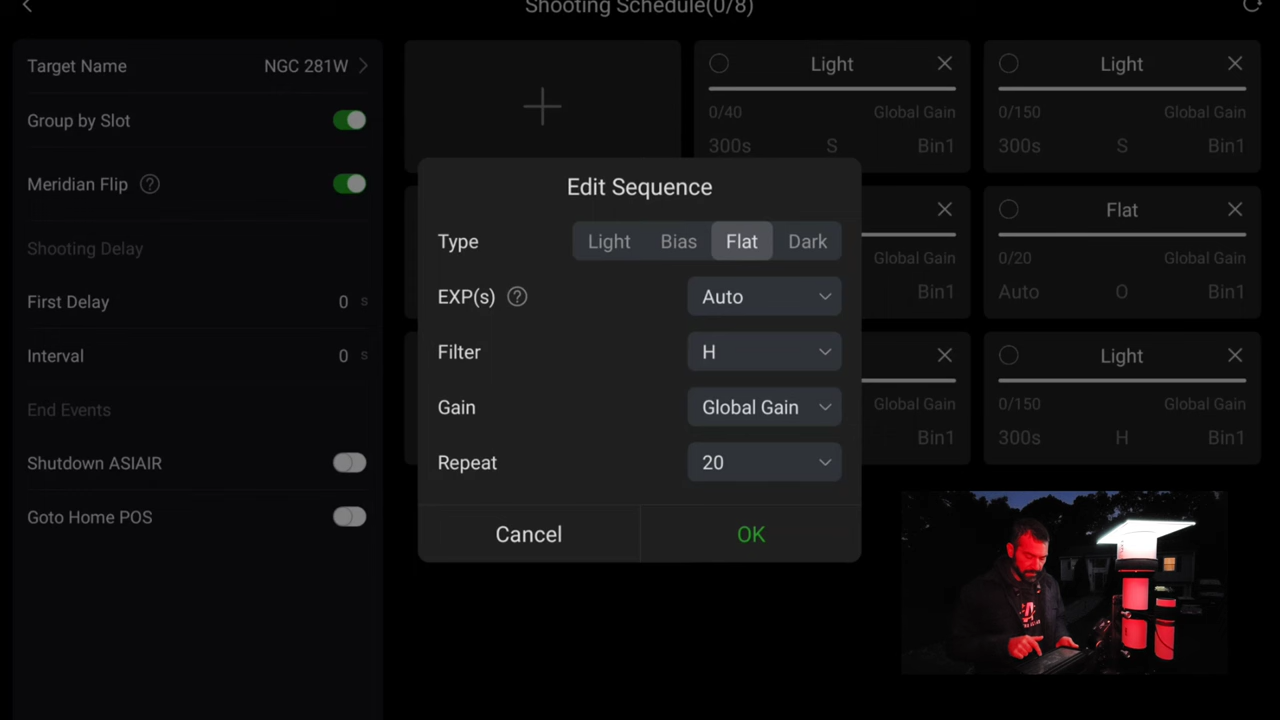 Shooting Schedule(0/8)
Target Name NGC 281W
Group by Slot
Meridian Flip ?
Shooting Delay
First Delay 0 s
Interval 0 s
End Events
Shutdown ASIAIR
Goto Home POS
Light
0/40 Global Gain
300s S Bin1
Light
0/150 Global Gain
300s S Bin1
Global Gain
Bin1
Flat
0/20 Global Gain
Auto O Bin1
Global Gain
Bin1
Light
0/150 Global Gain
300s H Bin1
Edit Sequence
Type Light Bias Flat Dark
EXP(s) ? Auto
Filter H
Gain Global Gain
Repeat 20
Cancel OK